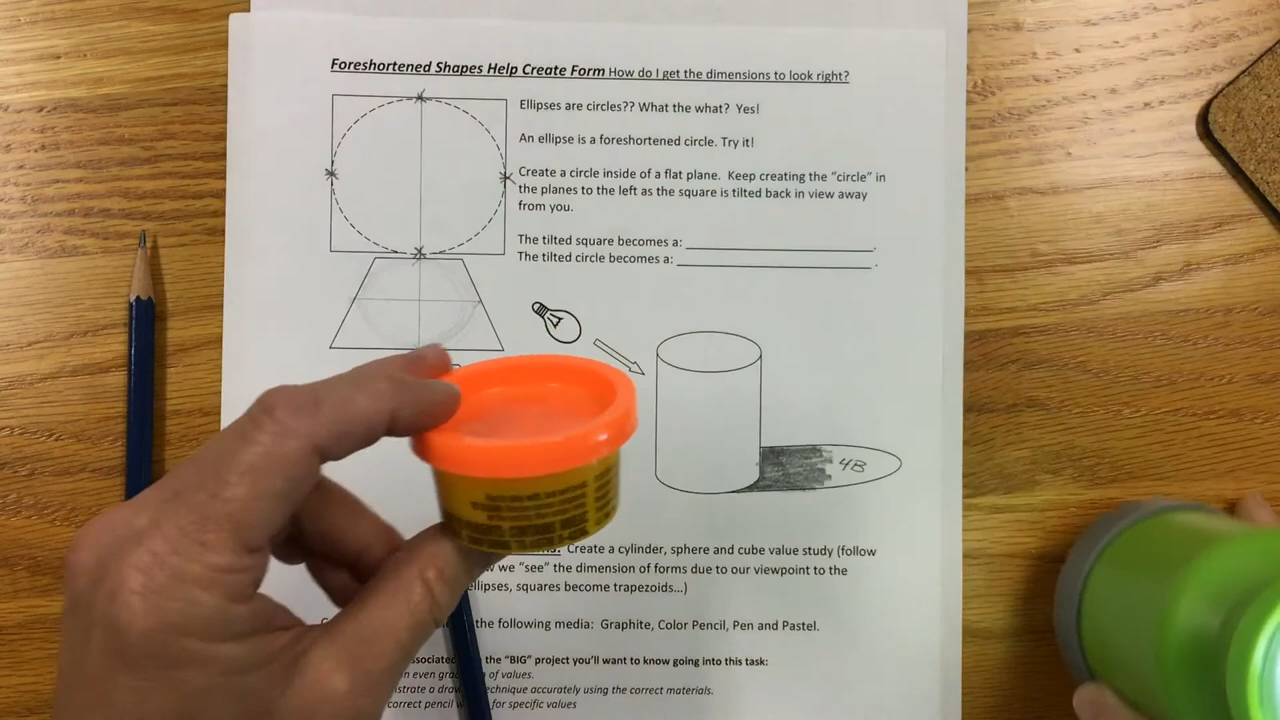 Foreshortened Shapes Help Create Form How do I get the dimensions to look right?
Ellipses are circles?? What the what? Yes!
An ellipse is a foreshortened circle. Try it!
Create a circle inside of a flat plane. Keep creating the "circle" in
the planes to the left as the square is tilted back in view away
from you.
The tilted square becomes a: ______________________________.
The tilted circle becomes a: ______________________________.
4B
Create a cylinder, sphere and cube value study (follow
we "see" the dimension of forms due to our viewpoint to the
ellipses, squares become trapezoids...)
the following media: Graphite, Color Pencil, Pen and Pastel.
the "BIG" project you'll want to know going into this task:
of values.
technique accurately using the correct materials.
correct pencil for specific values